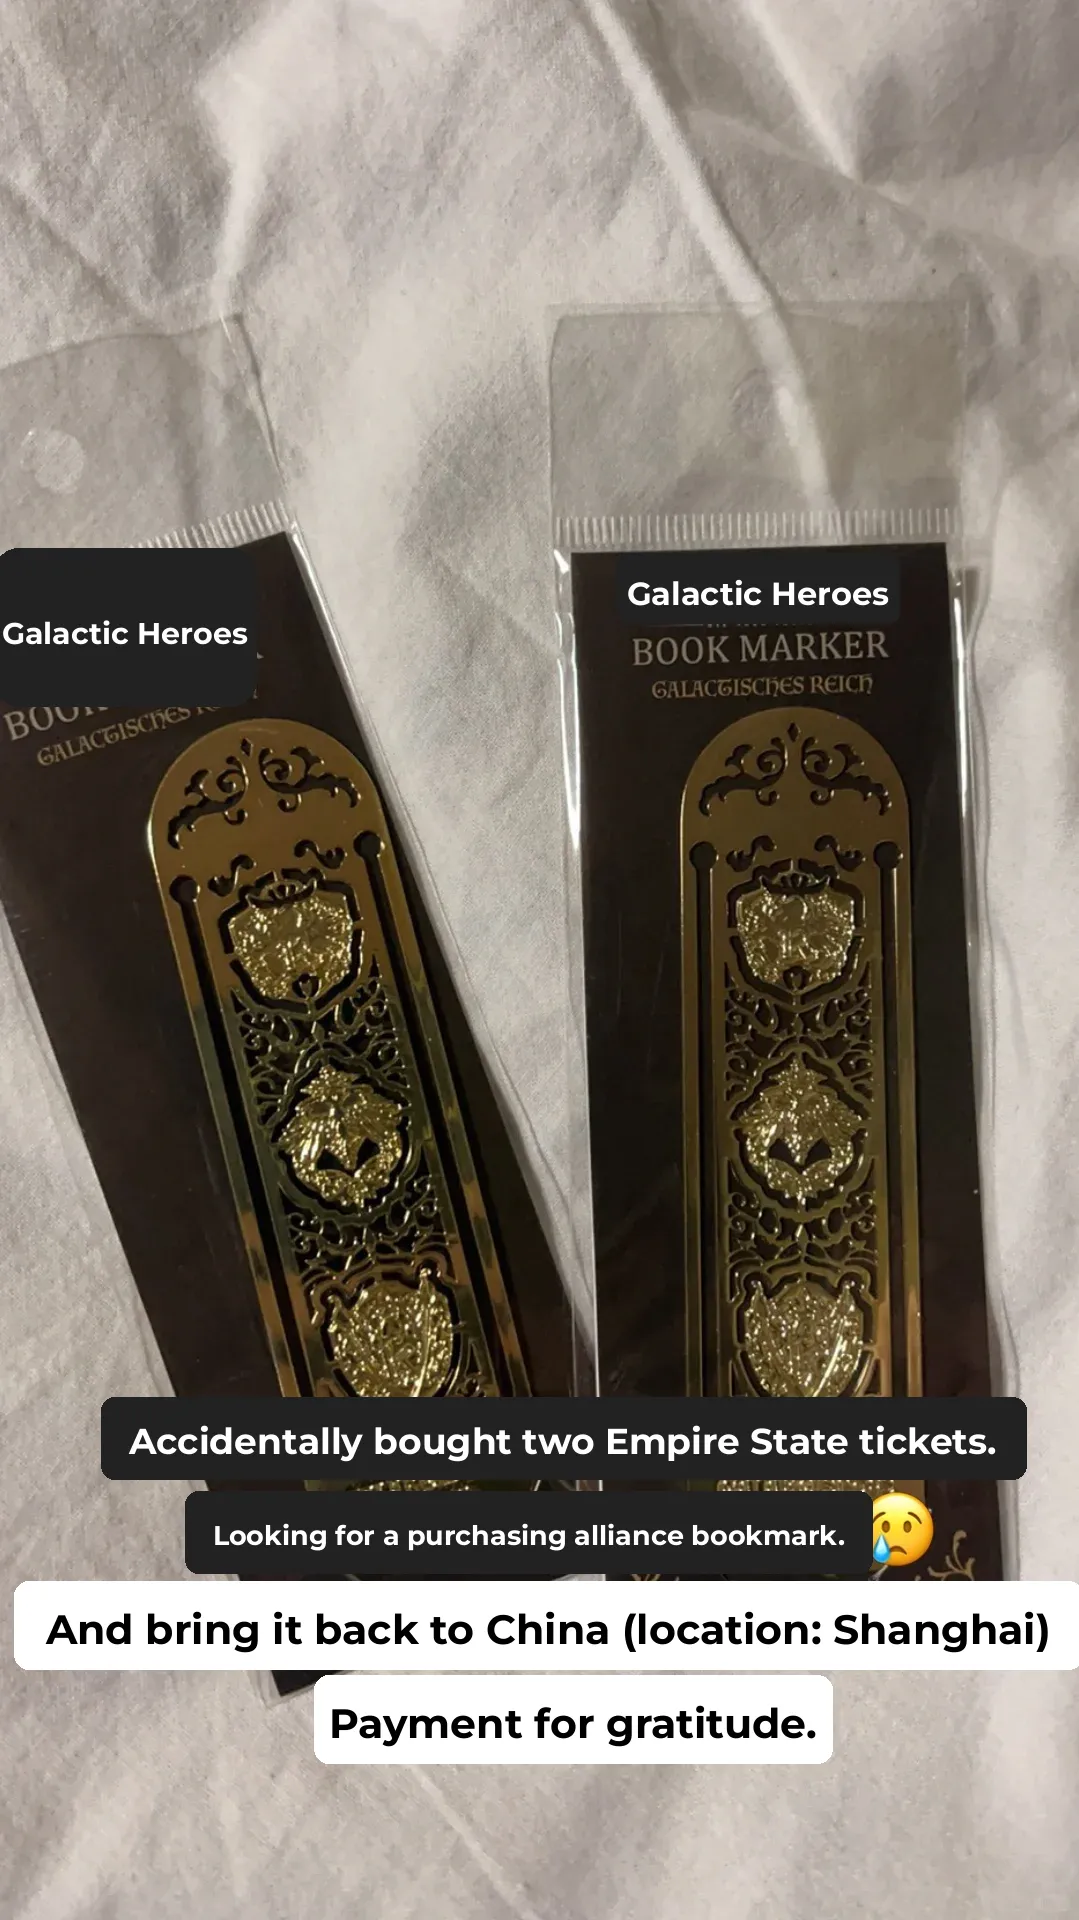 Galactic Heroes
GALACTISCHES
Galactic Heroes
BOOK MARKER
GALACTISCHES REICH
Accidentally bought two Empire State tickets.
Looking for a purchasing alliance bookmark.
And bring it back to China (location: Shanghai)
Payment for gratitude.